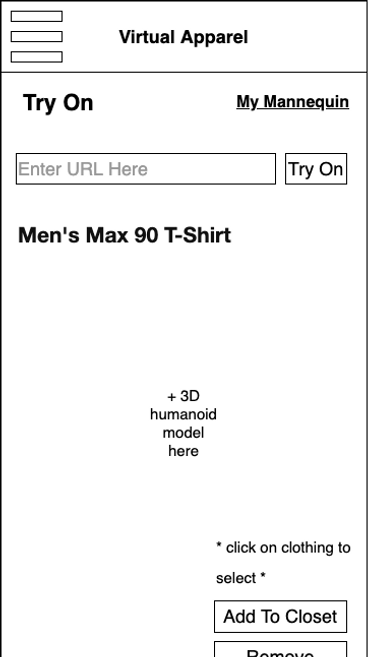 Virtual Apparel
Try On
My Mannequin
Enter URL Here
Try On
Men's Max 90 T-Shirt
+ 3D
humanoid
model
here
* click on clothing to
select *
Add To Closet
Remove